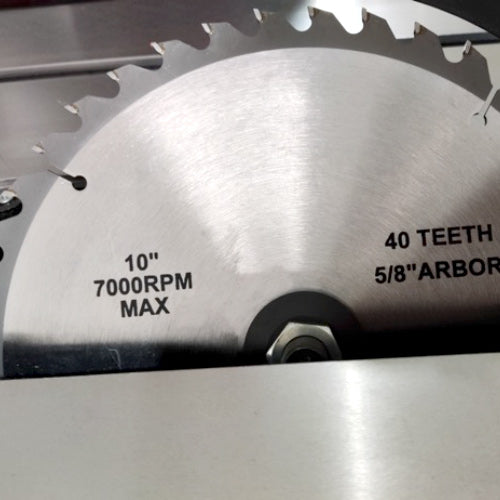 10"
7000RPM
MAX
40 TEETH
5/8"ARBOR